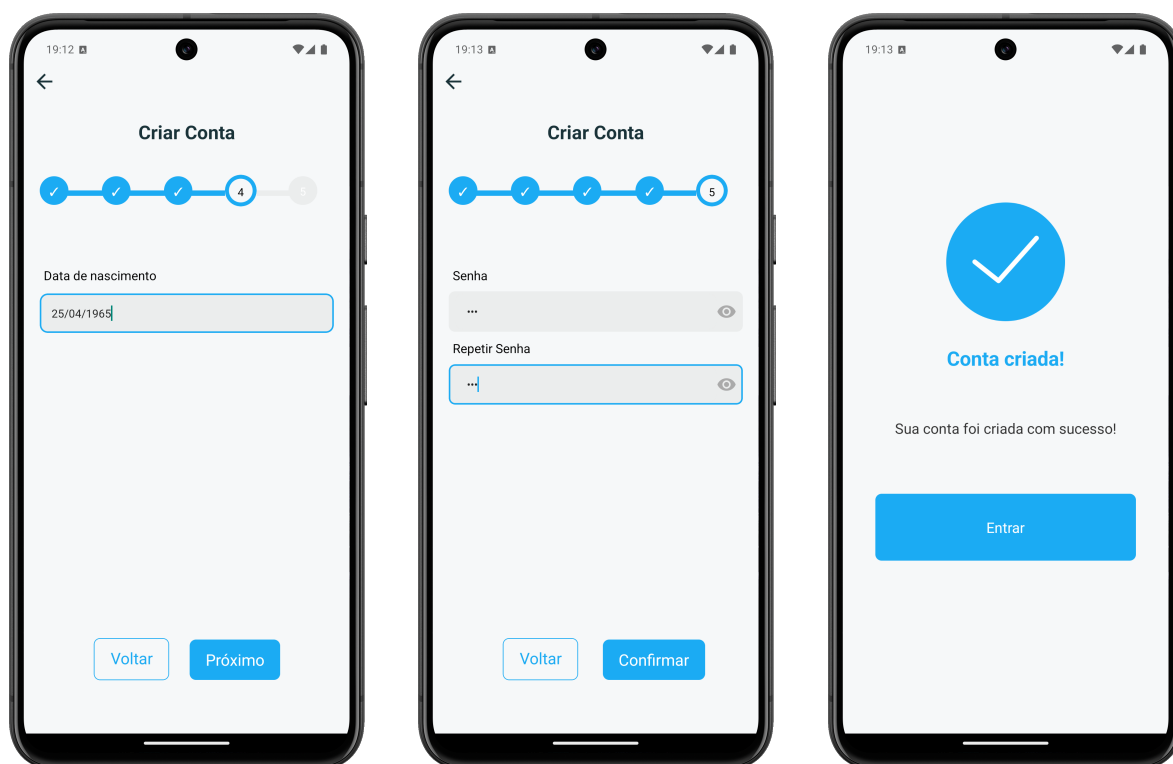 19:12
Criar Conta
✓ ✓ ✓ 4 5
Data de nascimento
25/04/1965
Voltar Próximo
19:13
Criar Conta
✓ ✓ ✓ ✓ 5
Senha
•••
Repetir Senha
•••
Voltar Confirmar
19:13
Conta criada!
Sua conta foi criada com sucesso!
Entrar